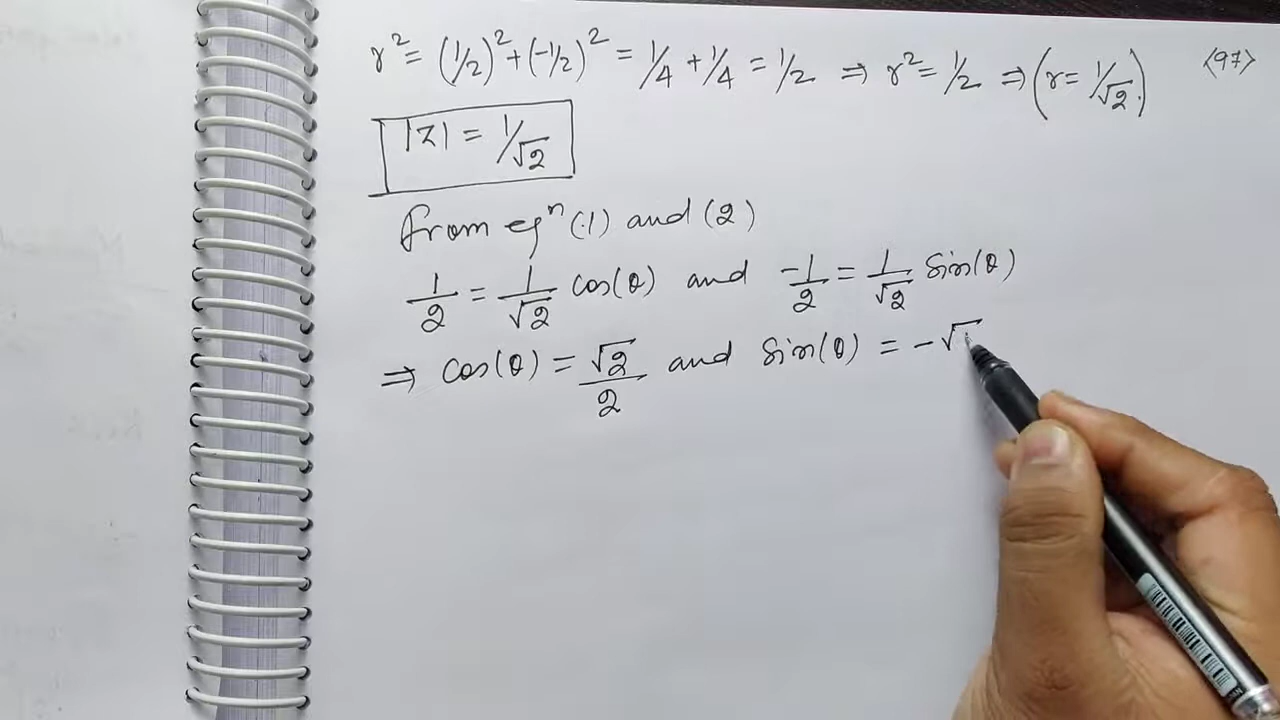 r² = (1/2)² + (-1/2)² = 1/4 + 1/4 = 1/2 ⇒ r² = 1/2 ⇒ (r = 1/√2.) <97>
|Z| = 1/√2
from eqⁿ (1) and (2)
1/2 = 1/√2 cos(θ) and -1/2 = 1/√2 Sin(θ)
⇒ cos(θ) = √2/2 and Sin(θ) = -√